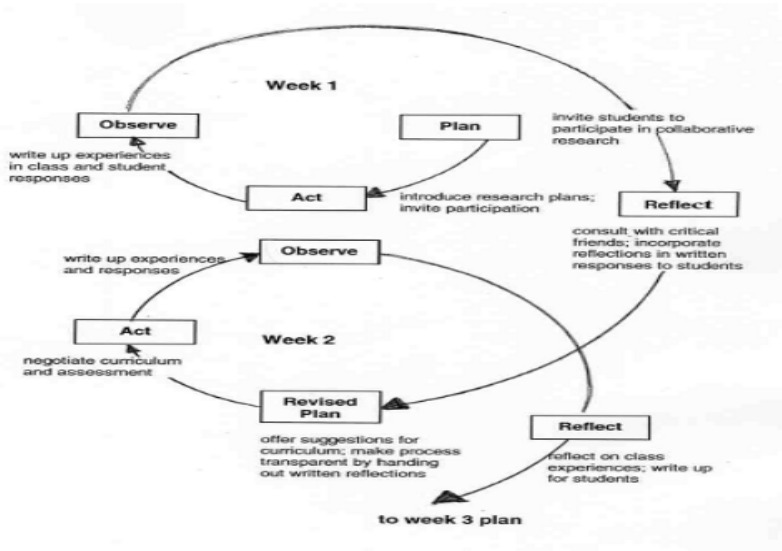 Week 1
Observe
Plan
invite students to
participate in collaborative
research
write up experiences
in class and student
responses
Act
introduce research plans;
invite participation
Reflect
consult with critical
friends; incorporate
reflections in written
responses to students
Observe
write up experiences
and responses
Act
Week 2
negotiate curriculum
and assessment
Revised
Plan
offer suggestions for
curriculum; make process
transparent by handing
out written reflections
Reflect
reflect on class
experiences; write up
for students
to week 3 plan